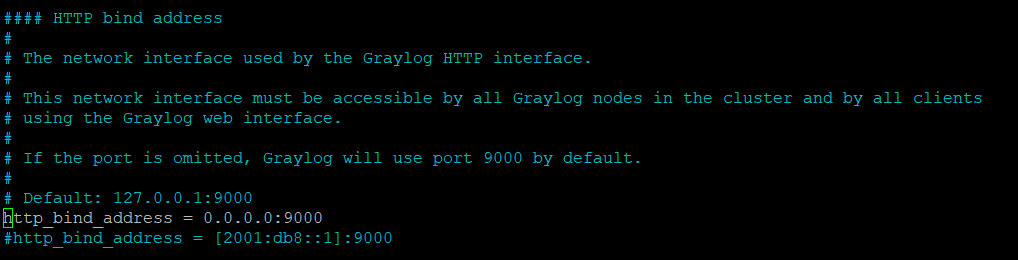 #### HTTP bind address
#
# The network interface used by the Graylog HTTP interface.
#
# This network interface must be accessible by all Graylog nodes in the cluster and by all clients
# using the Graylog web interface.
#
# If the port is omitted, Graylog will use port 9000 by default.
#
# Default: 127.0.0.1:9000
http_bind_address = 0.0.0.0:9000
#http_bind_address = [2001:db8::1]:9000